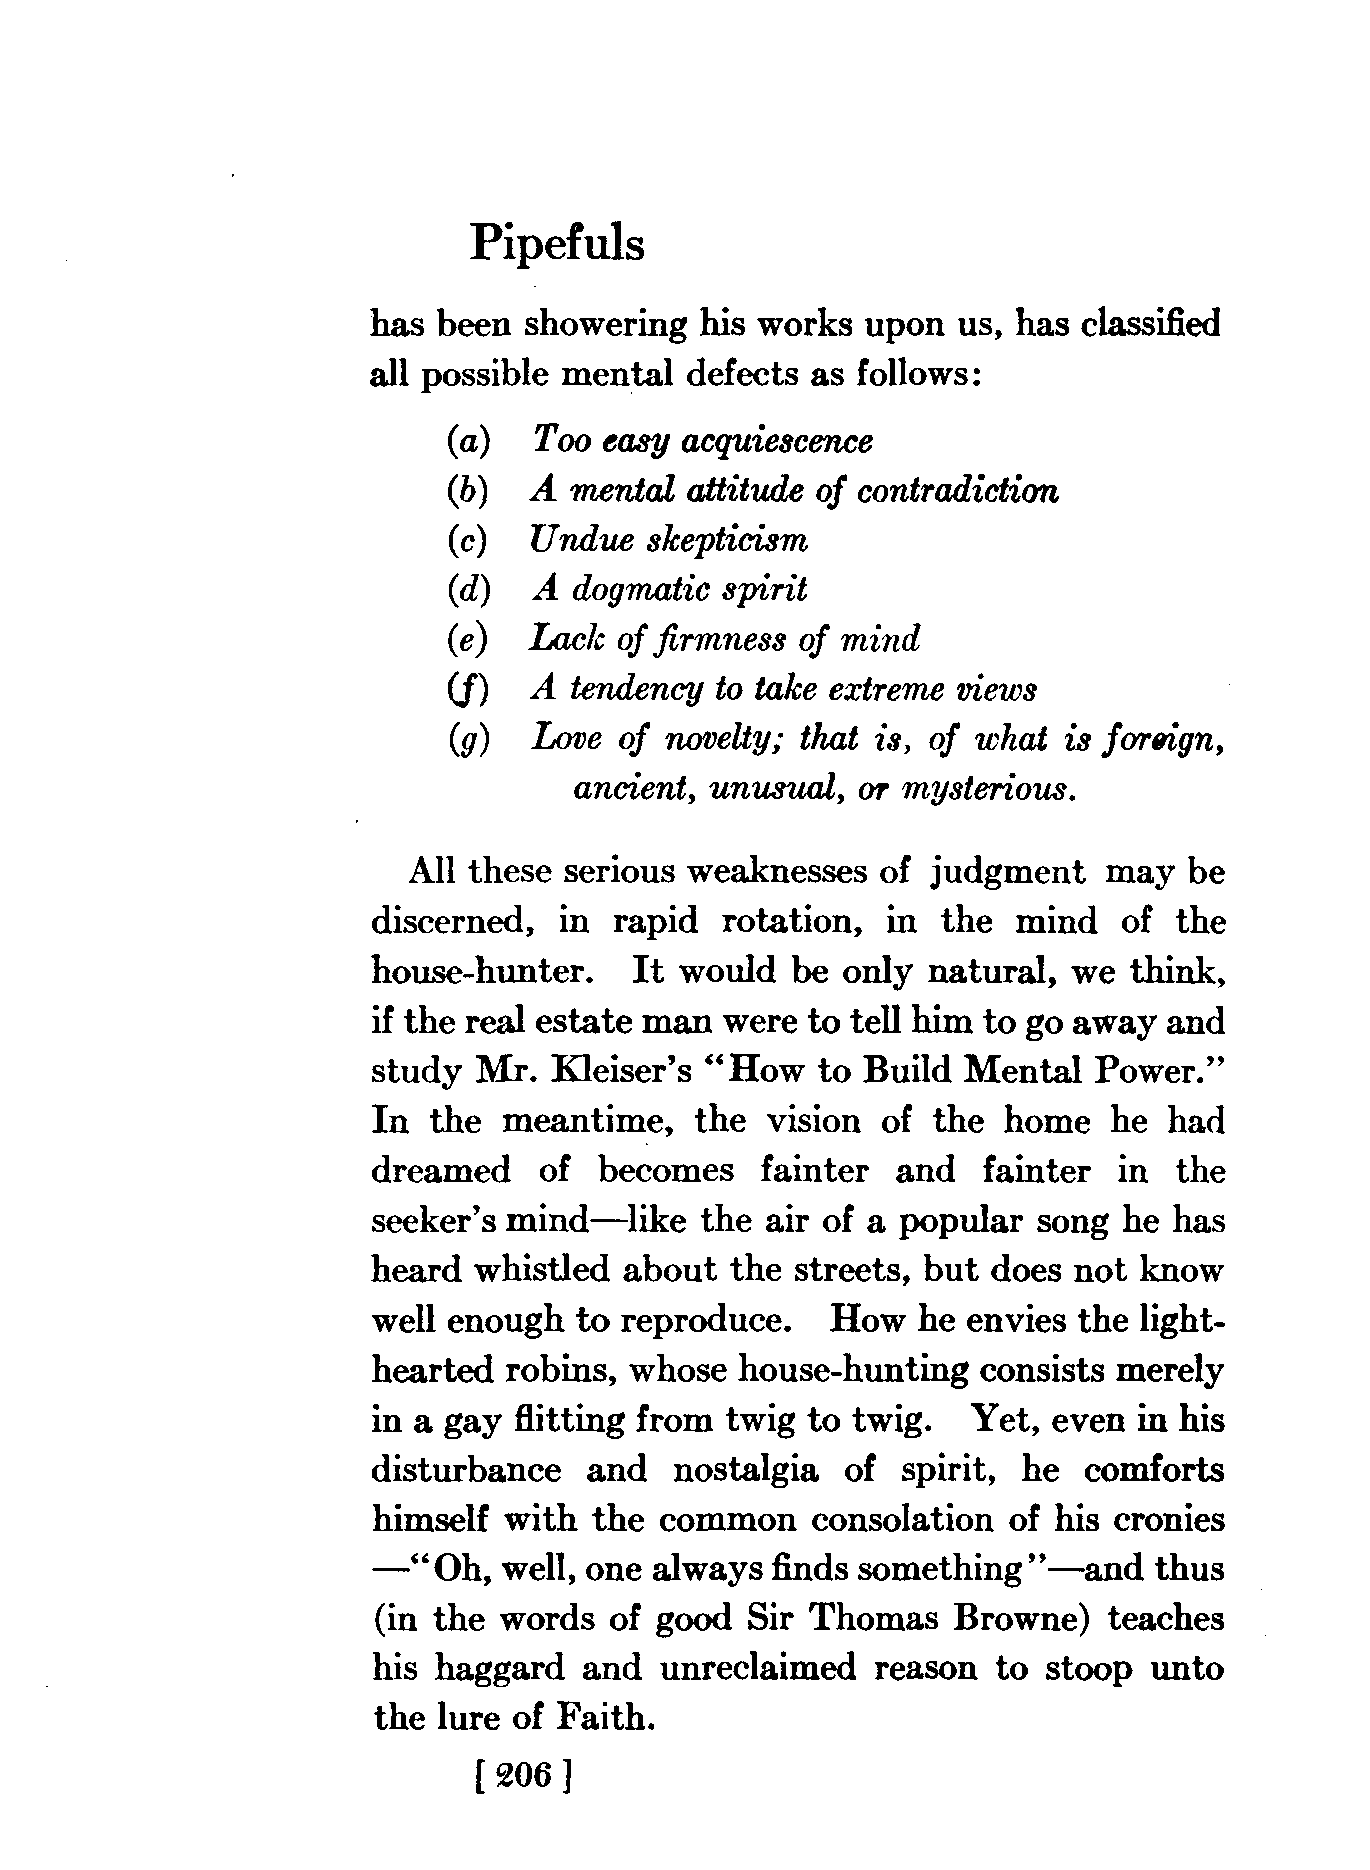 Pipefuls
has been showering his works upon us, has classified
all possible mental defects as follows:
(a) Too easy acquiescence
(b) A mental attitude of contradiction
(c) Undue skepticism
(d) A dogmatic spirit
(e) Lack of firmness of mind
(f) A tendency to take extreme views
(g) Love of novelty; that is, of what is foreign,
ancient, unusual, or mysterious.
All these serious weaknesses of judgment may be
discerned, in rapid rotation, in the mind of the
house-hunter. It would be only natural, we think,
if the real estate man were to tell him to go away and
study Mr. Kleiser's "How to Build Mental Power."
In the meantime, the vision of the home he had
dreamed of becomes fainter and fainter in the
seeker's mind—like the air of a popular song he has
heard whistled about the streets, but does not know
well enough to reproduce. How he envies the light-
hearted robins, whose house-hunting consists merely
in a gay flitting from twig to twig. Yet, even in his
disturbance and nostalgia of spirit, he comforts
himself with the common consolation of his cronies
—"Oh, well, one always finds something"—and thus
(in the words of good Sir Thomas Browne) teaches
his haggard and unreclaimed reason to stoop unto
the lure of Faith.
[ 206 ]